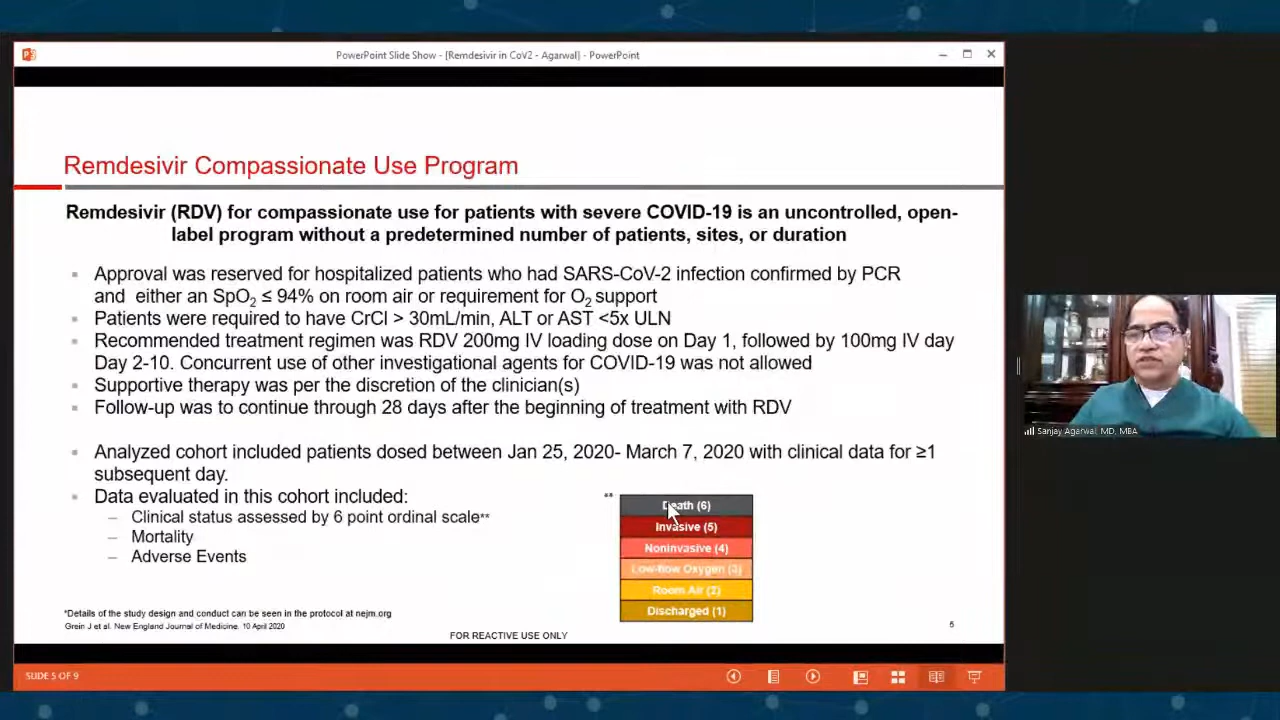 PowerPoint Slide Show - [Remdesivir in CoV2 - Agarwal] - PowerPoint
Remdesivir Compassionate Use Program
Remdesivir (RDV) for compassionate use for patients with severe COVID-19 is an uncontrolled, open-
label program without a predetermined number of patients, sites, or duration
Approval was reserved for hospitalized patients who had SARS-CoV-2 infection confirmed by PCR
and either an SpO₂ ≤ 94% on room air or requirement for O₂ support
Patients were required to have CrCl > 30mL/min, ALT or AST <5x ULN
Recommended treatment regimen was RDV 200mg IV loading dose on Day 1, followed by 100mg IV day
Day 2-10. Concurrent use of other investigational agents for COVID-19 was not allowed
Supportive therapy was per the discretion of the clinician(s)
Follow-up was to continue through 28 days after the beginning of treatment with RDV
Analyzed cohort included patients dosed between Jan 25, 2020- March 7, 2020 with clinical data for ≥1
subsequent day.
Data evaluated in this cohort included:
– Clinical status assessed by 6 point ordinal scale**
– Mortality
– Adverse Events
**
Death (6)
Invasive (5)
Noninvasive (4)
Low-flow Oxygen (3)
Room Air (2)
Discharged (1)
*Details of the study design and conduct can be seen in the protocol at nejm.org
Grein J et al. New England Journal of Medicine. 10 April 2020
6
FOR REACTIVE USE ONLY
SLIDE 5 OF 9
Sanjay Agarwal, MD, MBA